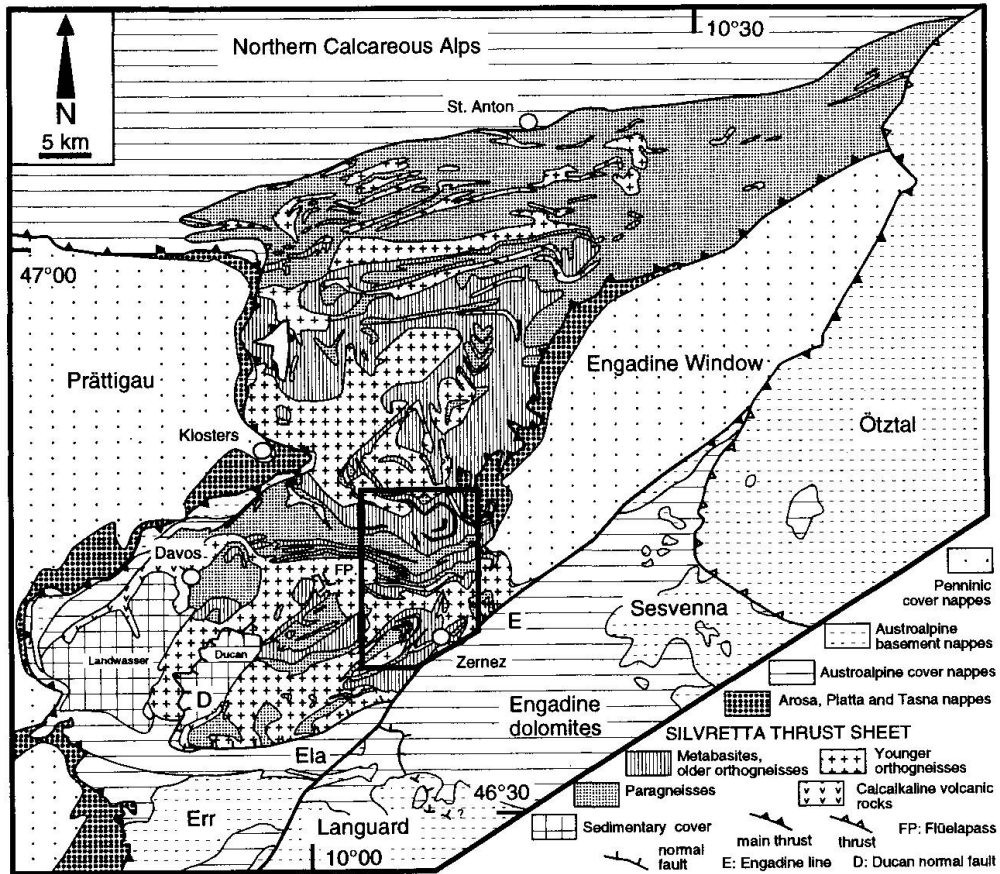 Northern Calcareous Alps
10°30
N
5 km
St. Anton
47°00
Prättigau
Engadine Window
Klosters
Ötztal
Davos
FP
E
Sesvenna
Landwasser
Ducan
Zernez
D
Engadine
dolomites
Ela
Err
Languard
46°30
10°00
Penninic
cover nappes
Austroalpine
basement nappes
Austroalpine cover nappes
Arosa, Platta and Tasna nappes
SILVRETTA THRUST SHEET
Metabasites,
older orthogneisses
Younger
orthogneisses
Paragneisses
Calcalkaline volcanic
rocks
Sedimentary cover
main thrust
thrust
FP: Flüelapass
normal
fault
E: Engadine line
D: Ducan normal fault